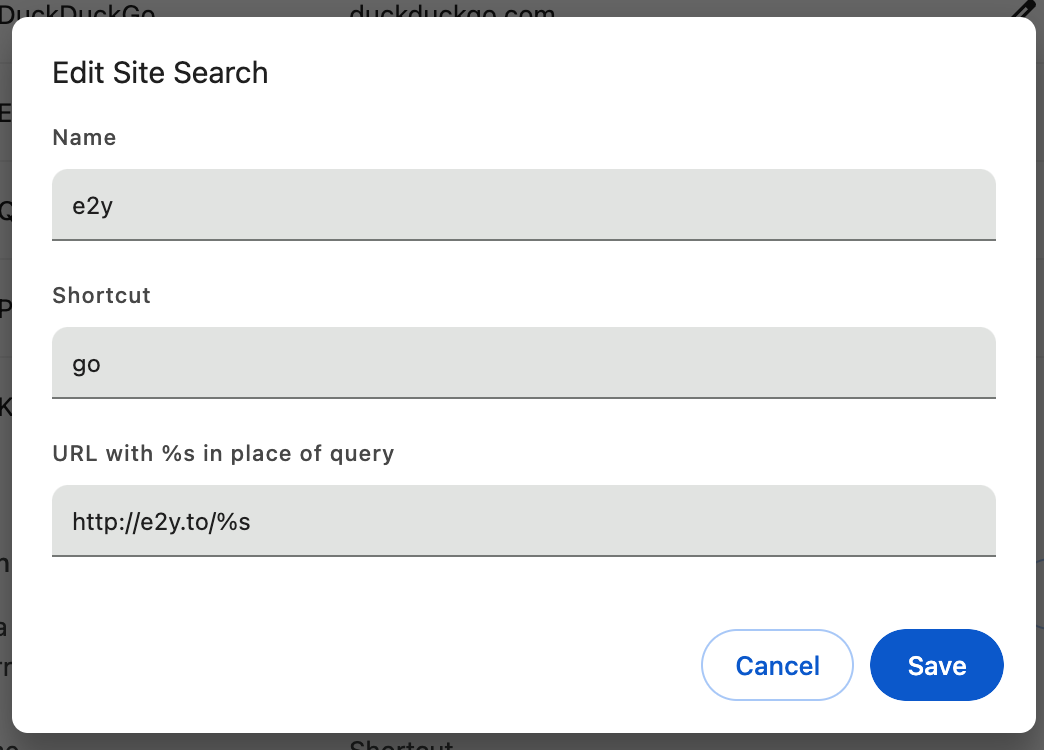 DuckDuckGo duckduckgo.com
Edit Site Search
Name
e2y
Shortcut
go
URL with %s in place of query
http://e2y.to/%s
Cancel Save
Shortcut